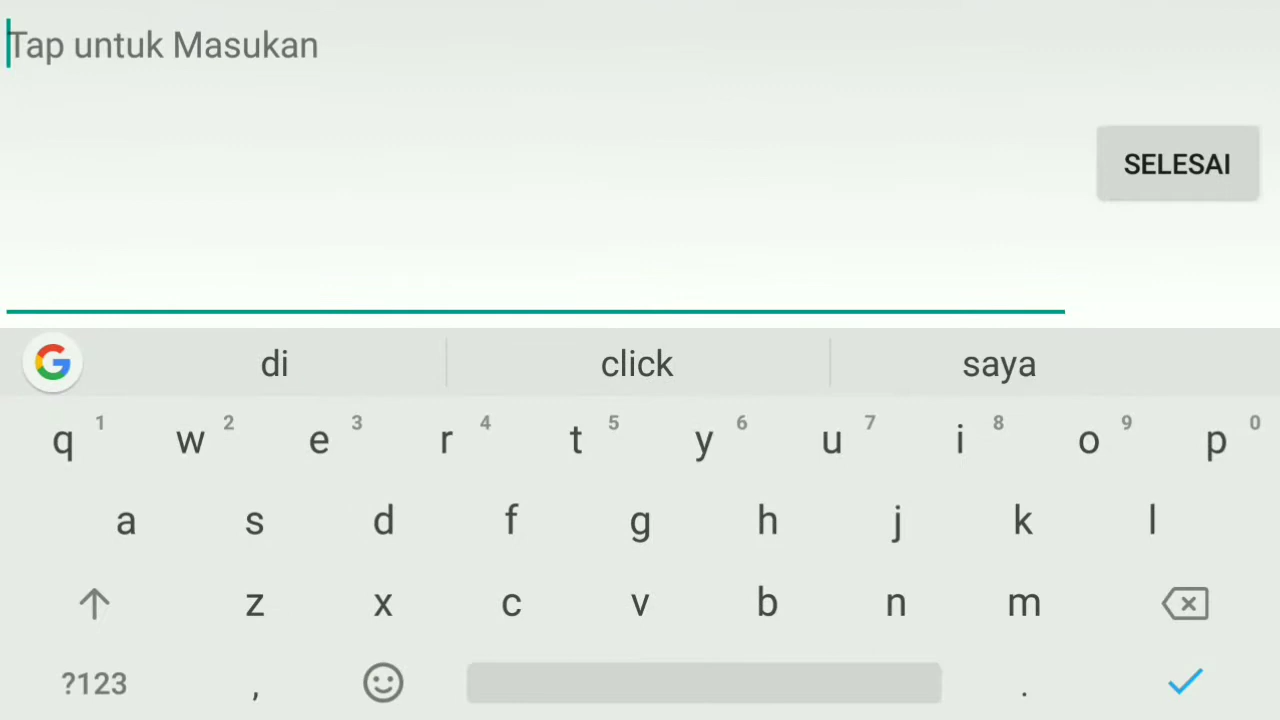 Tap untuk Masukan
SELESAI
di click saya
q 1 w 2 e 3 r 4 t 5 y 6 u 7 i 8 o 9 p 0
a s d f g h j k l
z x c v b n m
?123 , .